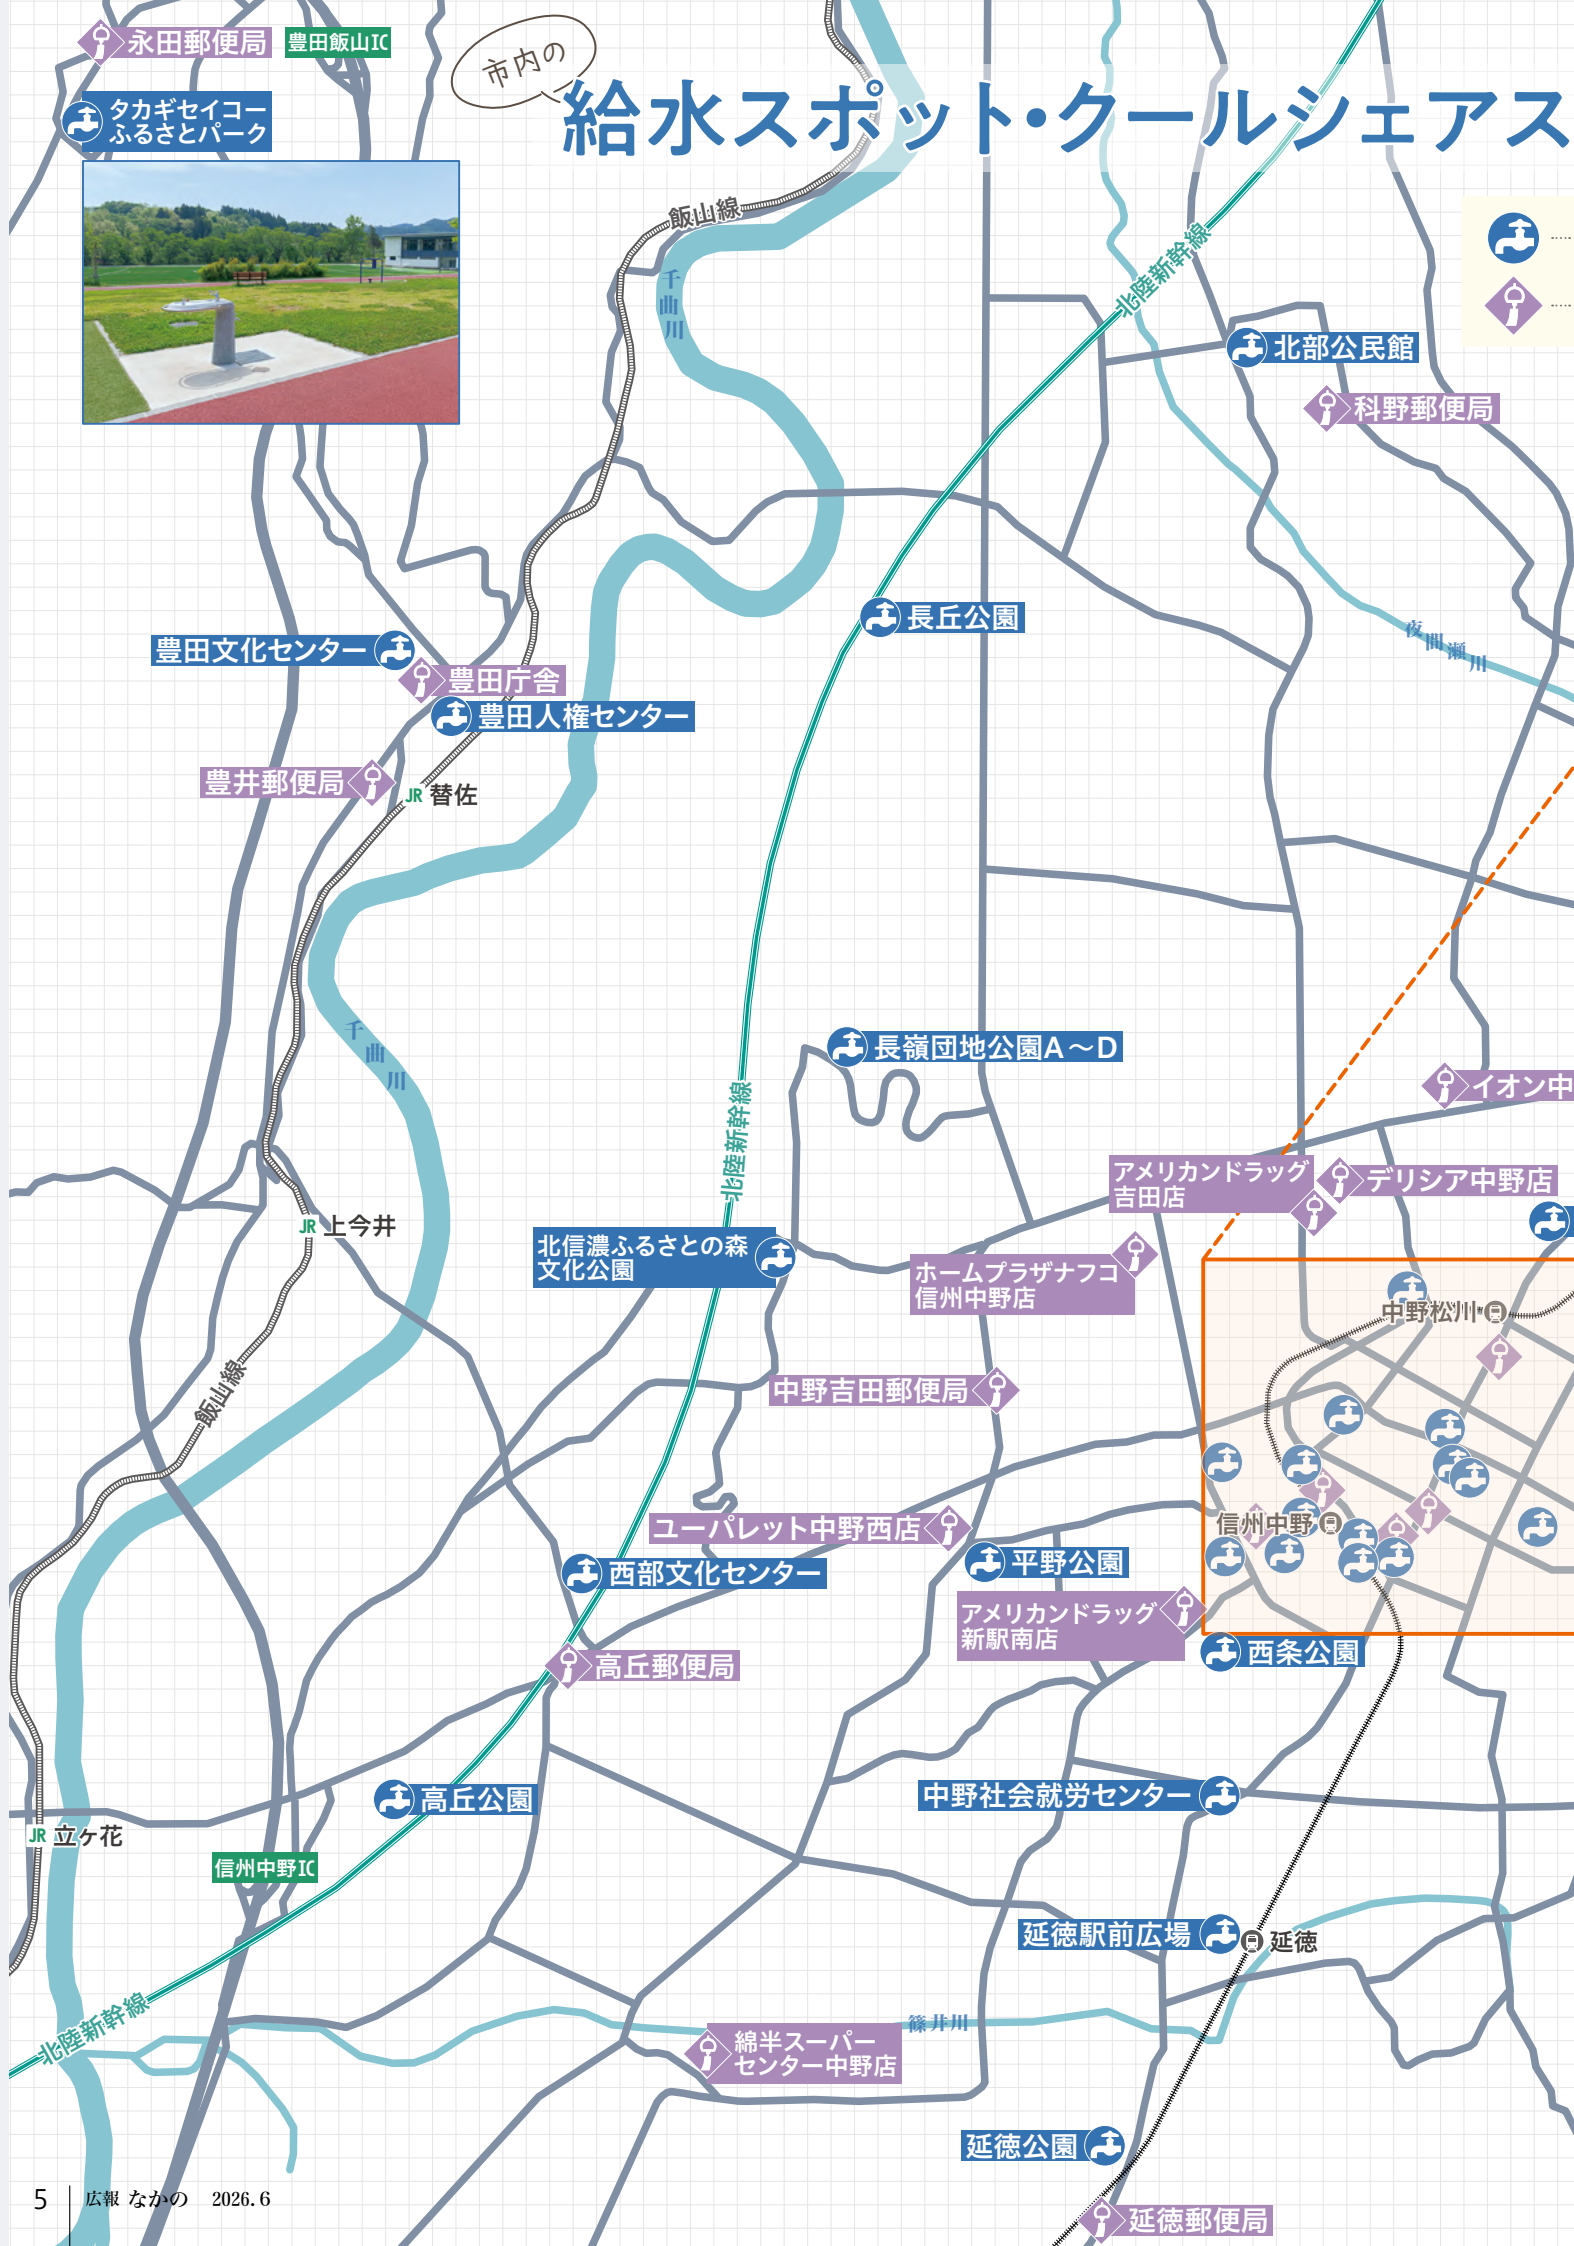 永田郵便局
豊田飯山IC
市内の
給水スポット・クールシェアス
タカギセイコー
ふるさとパーク
飯山線
千曲川
北陸新幹線
北部公民館
科野郵便局
長丘公園
夜間瀬川
豊田文化センター
豊田庁舎
豊田人権センター
豊井郵便局
JR 替佐
千曲川
長嶺団地公園A〜D
イオン中
北陸新幹線
アメリカンドラッグ
吉田店
デリシア中野店
JR 上今井
北信濃ふるさとの森
文化公園
ホームプラザナフコ
信州中野店
中野松川
飯山線
中野吉田郵便局
ユーパレット中野西店
信州中野
西部文化センター
平野公園
アメリカンドラッグ
新駅南店
西条公園
高丘郵便局
高丘公園
中野社会就労センター
JR 立ヶ花
信州中野IC
延徳駅前広場
延徳
北陸新幹線
篠井川
綿半スーパー
センター中野店
延徳公園
延徳郵便局
5 広報 なかの 2026.6